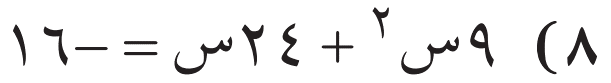 ٨) ٩س٢ + ٢٤س = -١٦